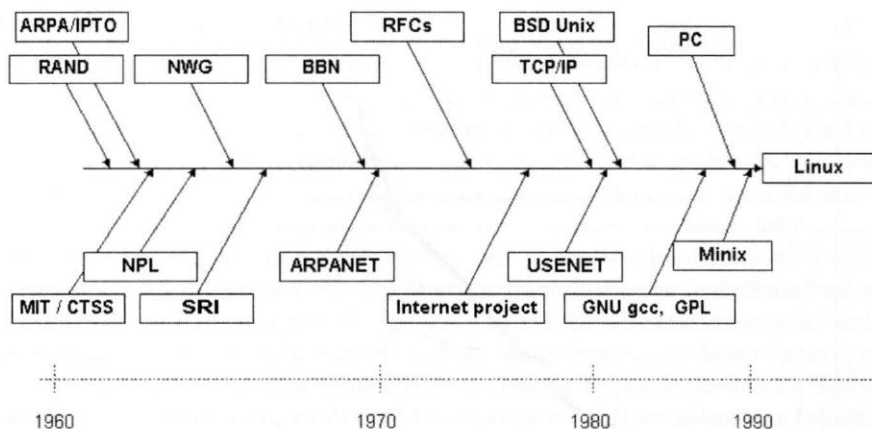 ARPA/IPTO RFCs BSD Unix PC
RAND NWG BBN TCP/IP
Linux
NPL ARPANET USENET Minix
MIT / CTSS SRI Internet project GNU gcc, GPL
1960 1970 1980 1990